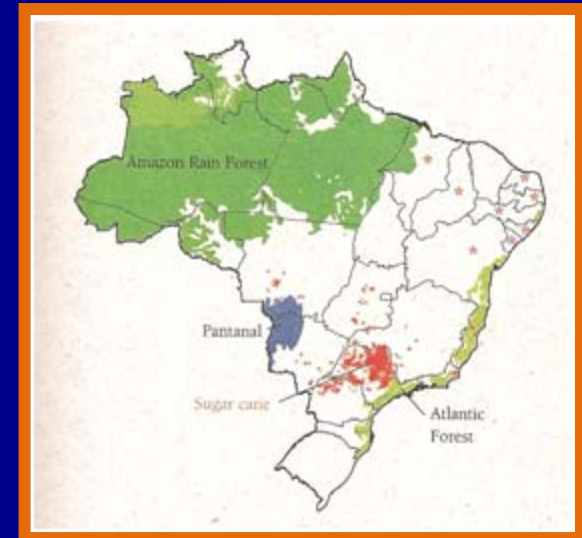 Amazon Rain Forest
Pantanal
Sugar cane
Atlantic
Forest